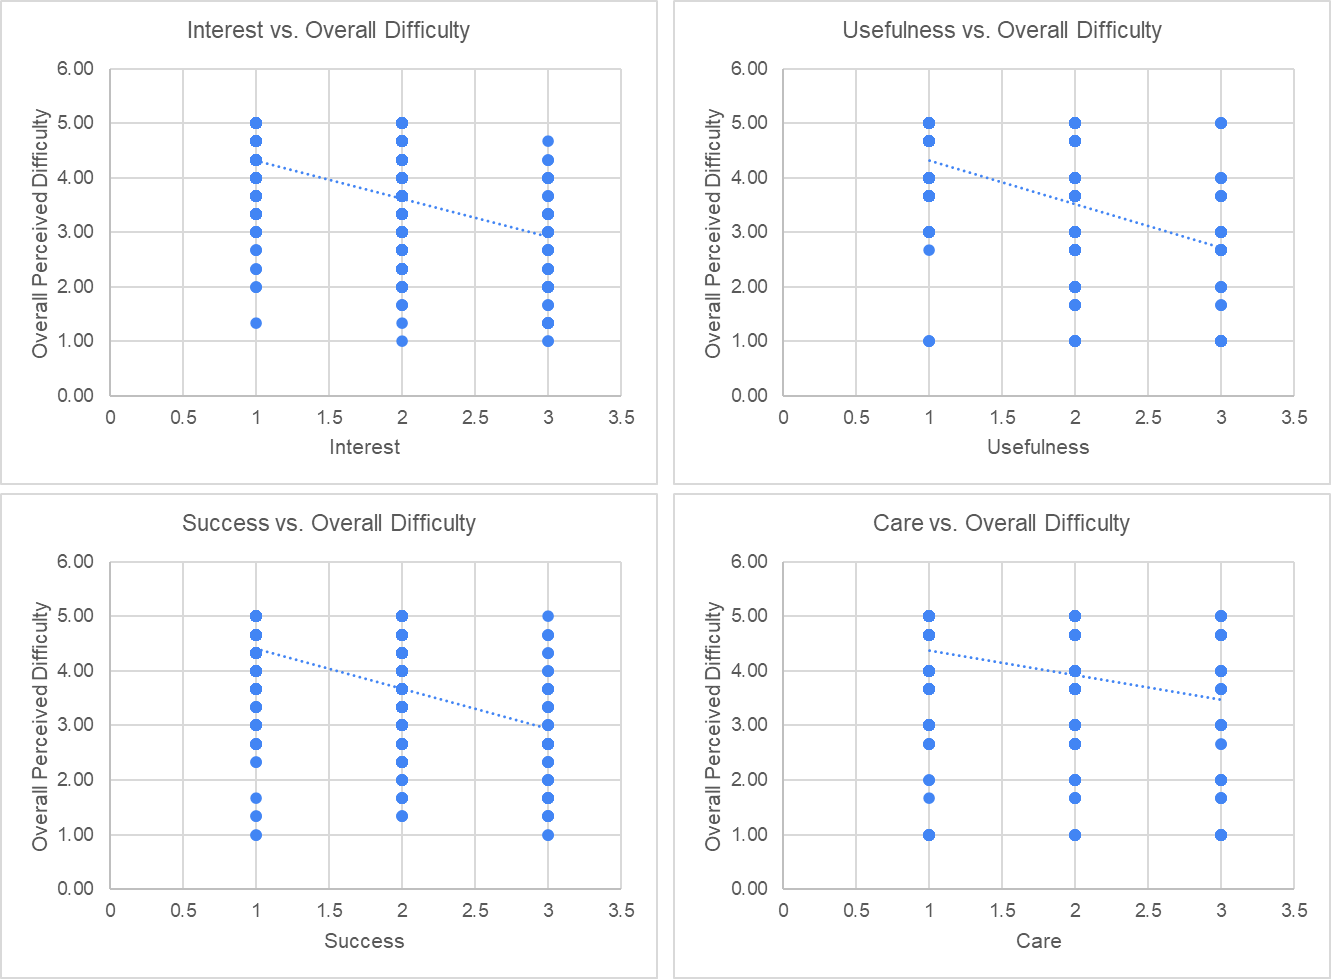 Interest vs. Overall Difficulty
Overall Perceived Difficulty
6.00
5.00
4.00
3.00
2.00
1.00
0.00
0 0.5 1 1.5 2 2.5 3 3.5
Interest
Usefulness vs. Overall Difficulty
Overall Perceived Difficulty
6.00
5.00
4.00
3.00
2.00
1.00
0.00
0 0.5 1 1.5 2 2.5 3 3.5
Usefulness
Success vs. Overall Difficulty
Overall Perceived Difficulty
6.00
5.00
4.00
3.00
2.00
1.00
0.00
0 0.5 1 1.5 2 2.5 3 3.5
Success
Care vs. Overall Difficulty
Overall Perceived Difficulty
6.00
5.00
4.00
3.00
2.00
1.00
0.00
0 0.5 1 1.5 2 2.5 3 3.5
Care